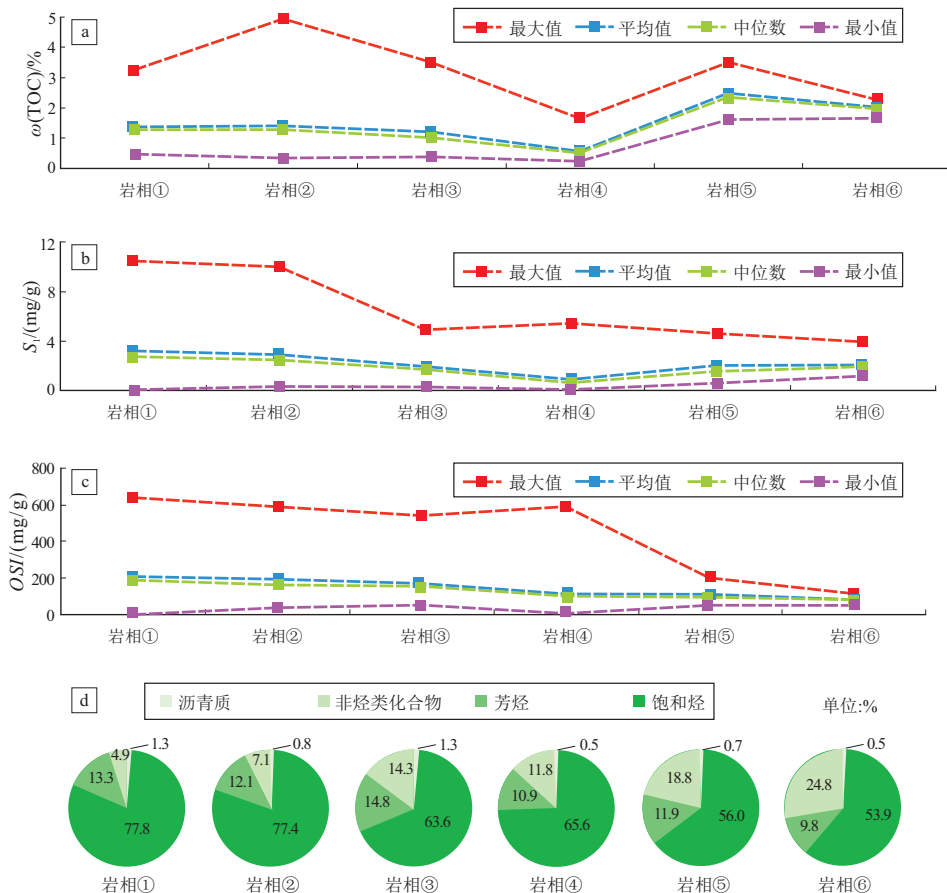 a
最大值 平均值 中位数 最小值
ω(TOC)/%
5
4
3
2
1
0
岩相① 岩相② 岩相③ 岩相④ 岩相⑤ 岩相⑥
b
最大值 平均值 中位数 最小值
S₁/(mg/g)
12
8
4
0
岩相① 岩相② 岩相③ 岩相④ 岩相⑤ 岩相⑥
c
最大值 平均值 中位数 最小值
OSI/(mg/g)
800
600
400
200
0
岩相① 岩相② 岩相③ 岩相④ 岩相⑤ 岩相⑥
d
沥青质 非烃类化合物 芳烃 饱和烃 单位:%
4.9 1.3 13.3 77.8
7.1 0.8 12.1 77.4
14.3 1.3 14.8 63.6
11.8 0.5 10.9 65.6
18.8 0.7 11.9 56.0
24.8 0.5 9.8 53.9
岩相① 岩相② 岩相③ 岩相④ 岩相⑤ 岩相⑥